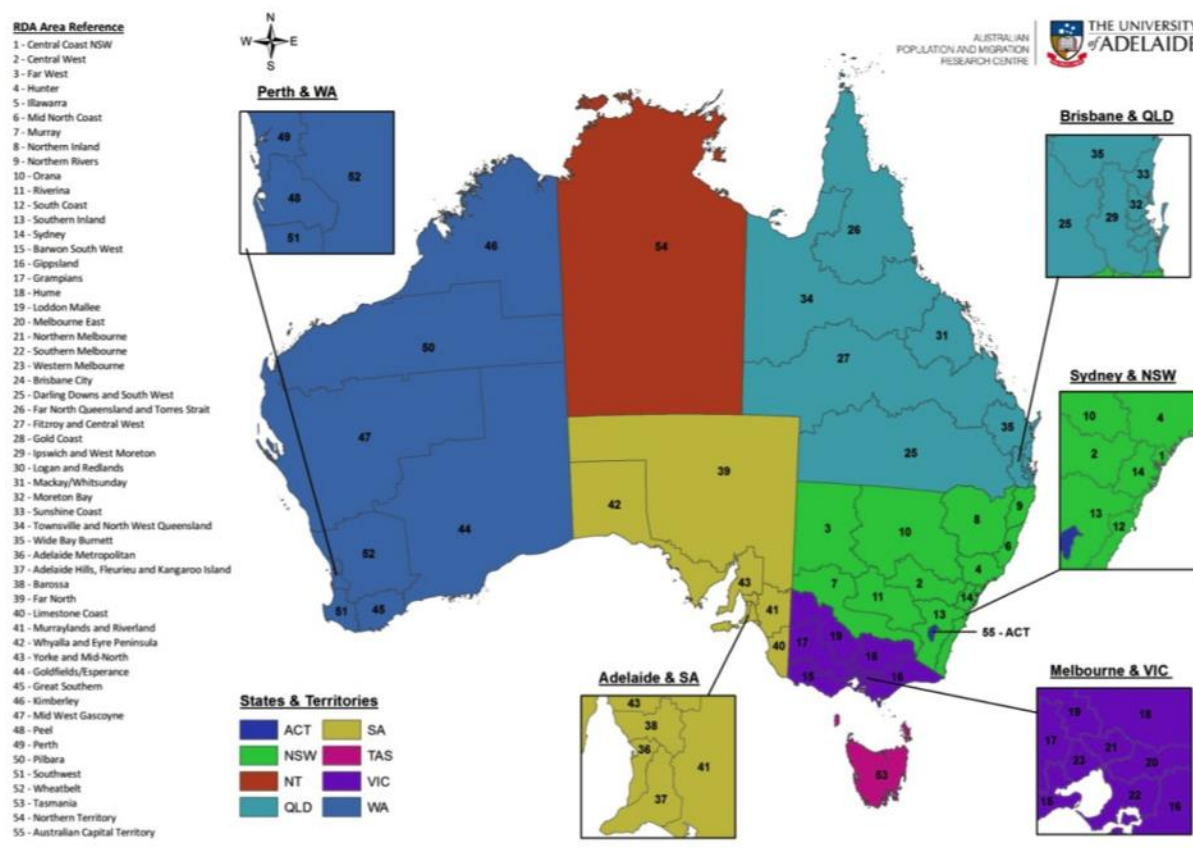 RDA Area Reference
1 - Central Coast NSW
2 - Central West
3 - Far West
4 - Hunter
5 - Illawarra
6 - Mid North Coast
7 - Murray
8 - Northern Inland
9 - Northern Rivers
10 - Orana
11 - Riverina
12 - South Coast
13 - Southern Inland
14 - Sydney
15 - Barwon South West
16 - Gippsland
17 - Grampians
18 - Hume
19 - Loddon Mallee
20 - Melbourne East
21 - Northern Melbourne
22 - Southern Melbourne
23 - Western Melbourne
24 - Brisbane City
25 - Darling Downs and South West
26 - Far North Queensland and Torres Strait
27 - Fitzroy and Central West
28 - Gold Coast
29 - Ipswich and West Moreton
30 - Logan and Redlands
31 - Mackay/Whitsunday
32 - Moreton Bay
33 - Sunshine Coast
34 - Townsville and North West Queensland
35 - Wide Bay Burnett
36 - Adelaide Metropolitan
37 - Adelaide Hills, Fleurieu and Kangaroo Island
38 - Barossa
39 - Far North
40 - Limestone Coast
41 - Murraylands and Riverland
42 - Whyalla and Eyre Peninsula
43 - Yorke and Mid-North
44 - Goldfields/Esperance
45 - Great Southern
46 - Kimberley
47 - Mid West Gascoyne
48 - Peel
49 - Perth
50 - Pilbara
51 - Southwest
52 - Wheatbelt
53 - Tasmania
54 - Northern Territory
55 - Australian Capital Territory
N
W E
S
AUSTRALIAN
POPULATION AND MIGRATION
RESEARCH CENTRE
THE UNIVERSITY
of ADELAIDE
Perth & WA
49
52
48
51
Brisbane & QLD
35
33
32
29
25
46
54
26
34
31
50
27
47
35
25
39
42
44
3
10
8
9
52
6
4
43
7
2
11
14
41
13
51
45
55 - ACT
40
17
19
18
16
15
53
Sydney & NSW
10
4
2
1
14
13
12
Adelaide & SA
43
38
36
41
37
Melbourne & VIC
19
18
17
21
23
20
22
15
16
States & Territories
ACT
SA
NSW
TAS
NT
VIC
QLD
WA